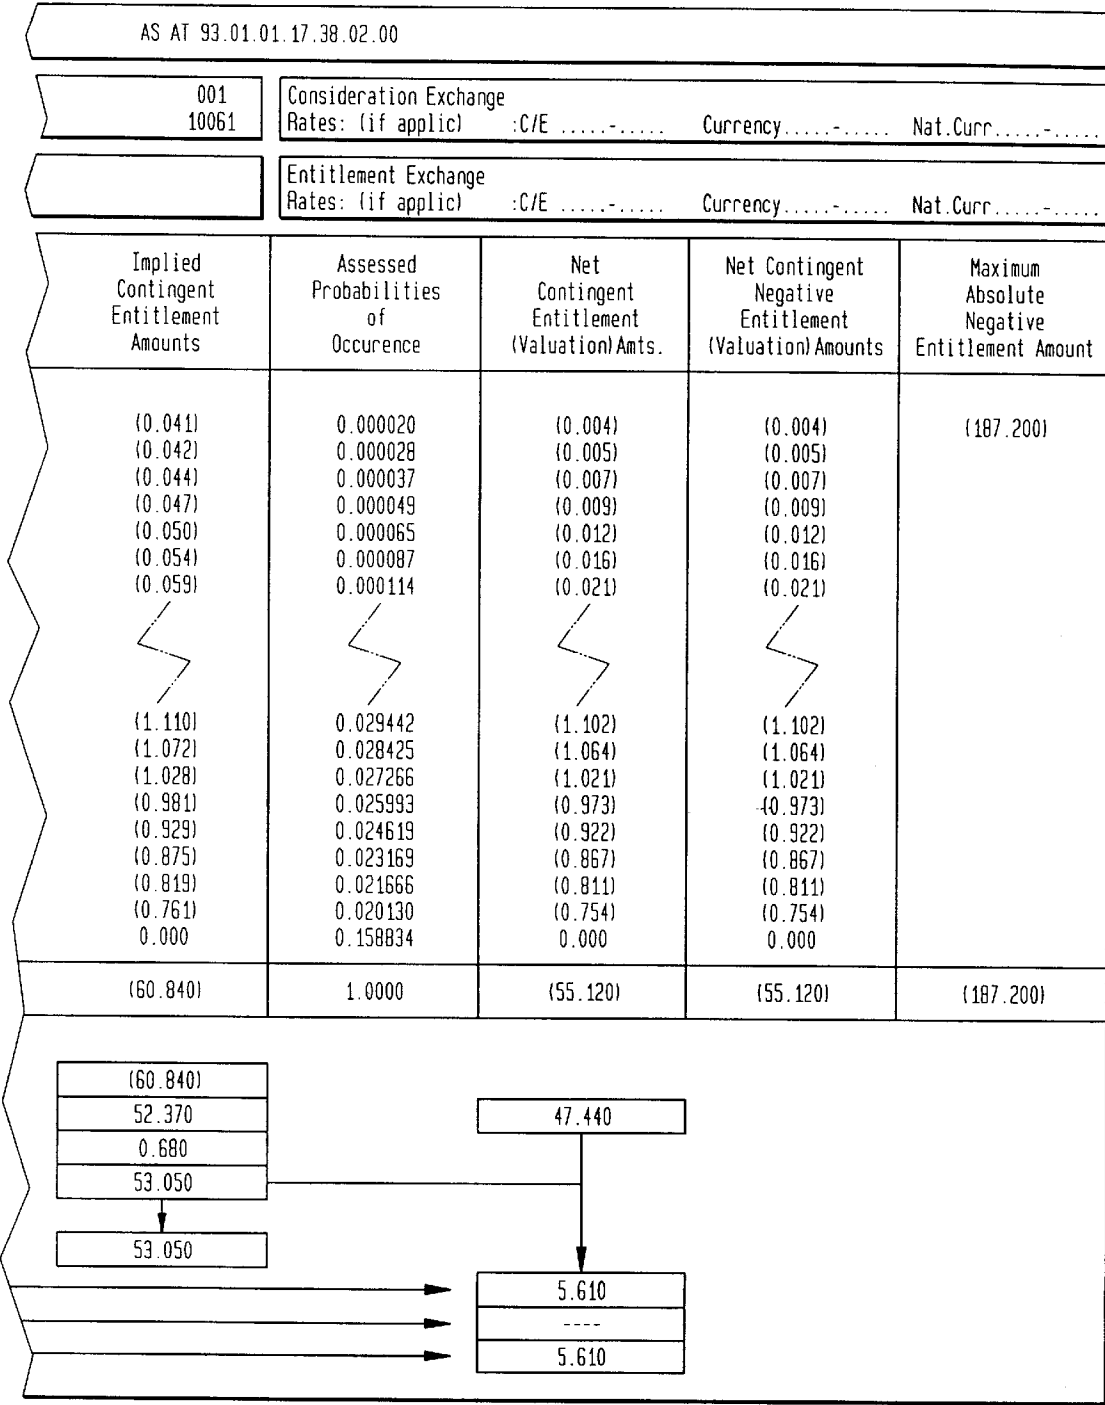 AS AT 93.01.01.17.38.02.00
001
10061
Consideration Exchange
Rates: (if applic) :C/E .....-..... Currency.....-..... Nat.Curr.....-.....
Entitlement Exchange
Rates: (if applic) :C/E .....-..... Currency.....-..... Nat.Curr.....-.....
Implied Contingent Entitlement Amounts
Assessed Probabilities of Occurence
Net Contingent Entitlement (Valuation)Amts.
Net Contingent Negative Entitlement (Valuation)Amounts
Maximum Absolute Negative Entitlement Amount
(0.041) 0.000020 (0.004) (0.004) (187.200)
(0.042) 0.000028 (0.005) (0.005)
(0.044) 0.000037 (0.007) (0.007)
(0.047) 0.000049 (0.009) (0.009)
(0.050) 0.000065 (0.012) (0.012)
(0.054) 0.000087 (0.016) (0.016)
(0.059) 0.000114 (0.021) (0.021)
(1.110) 0.029442 (1.102) (1.102)
(1.072) 0.028425 (1.064) (1.064)
(1.028) 0.027266 (1.021) (1.021)
(0.981) 0.025993 (0.973) (0.973)
(0.929) 0.024619 (0.922) (0.922)
(0.875) 0.023169 (0.867) (0.867)
(0.819) 0.021666 (0.811) (0.811)
(0.761) 0.020130 (0.754) (0.754)
0.000 0.158834 0.000 0.000
(60.840) 1.0000 (55.120) (55.120) (187.200)
(60.840)
52.370 47.440
0.680
53.050
53.050
5.610
----
5.610